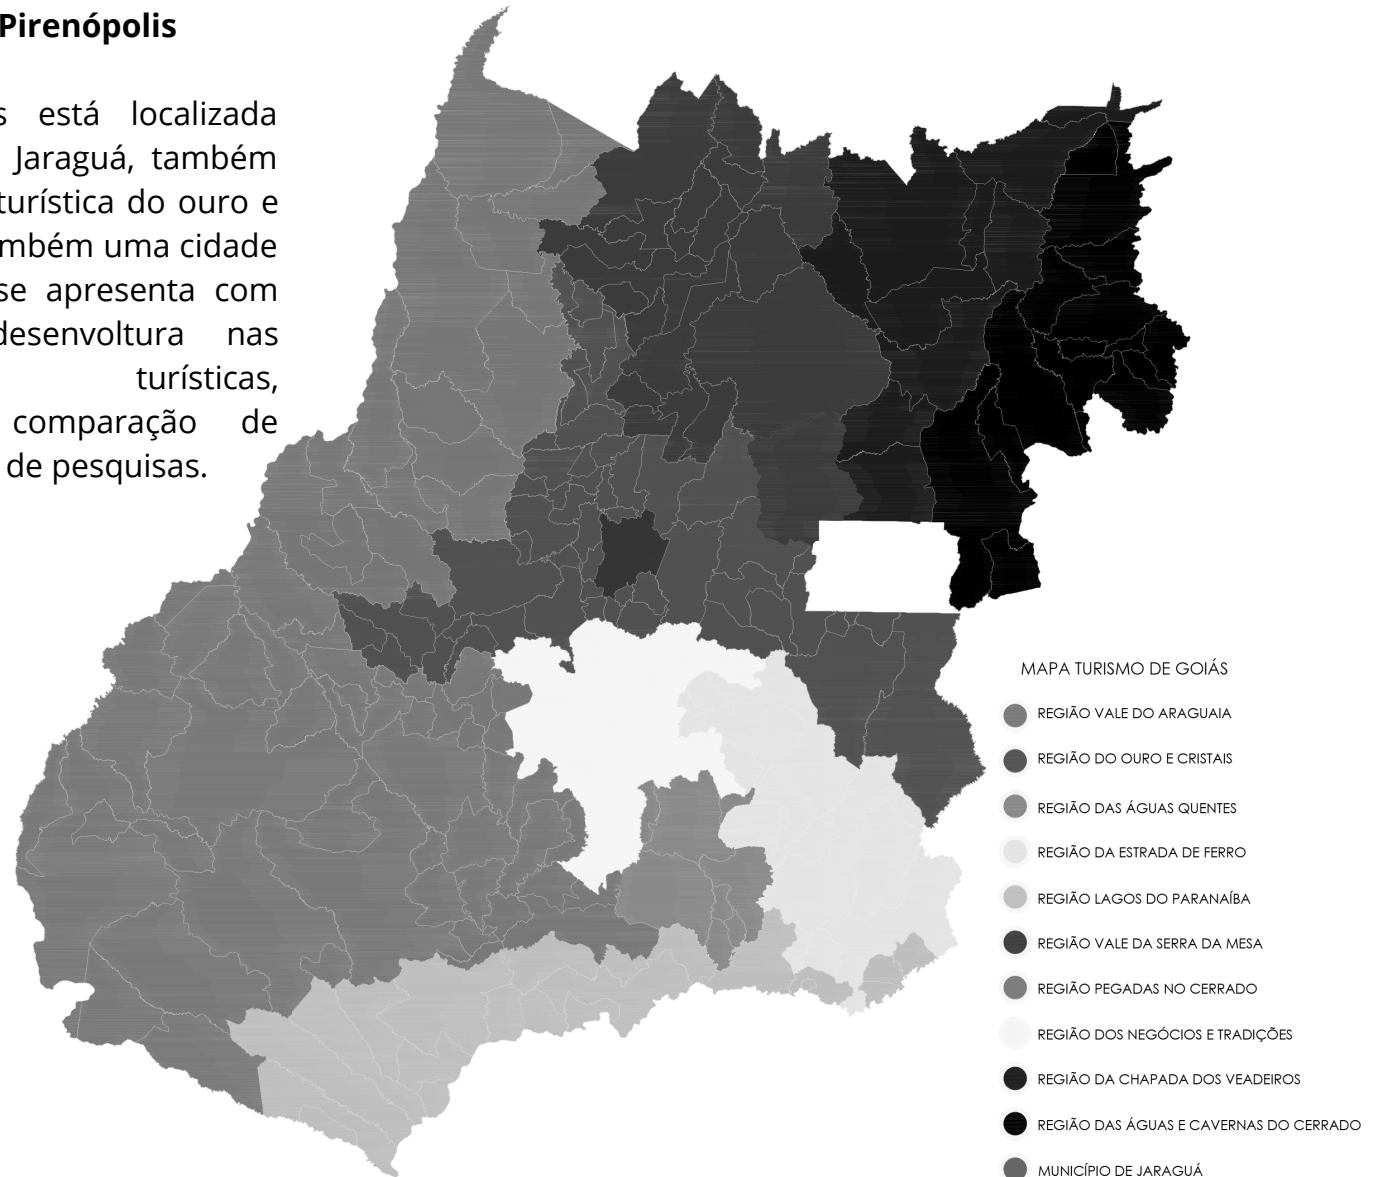 Pirenópolis
s está localizada
Jaraguá, também
turística do ouro e
mbém uma cidade
se apresenta com
desenvoltura nas
turísticas,
comparação de
de pesquisas.
MAPA TURISMO DE GOIÁS
REGIÃO VALE DO ARAGUAIA
REGIÃO DO OURO E CRISTAIS
REGIÃO DAS ÁGUAS QUENTES
REGIÃO DA ESTRADA DE FERRO
REGIÃO LAGOS DO PARANAÍBA
REGIÃO VALE DA SERRA DA MESA
REGIÃO PEGADAS NO CERRADO
REGIÃO DOS NEGÓCIOS E TRADIÇÕES
REGIÃO DA CHAPADA DOS VEADEIROS
REGIÃO DAS ÁGUAS E CAVERNAS DO CERRADO
MUNICÍPIO DE JARAGUÁ